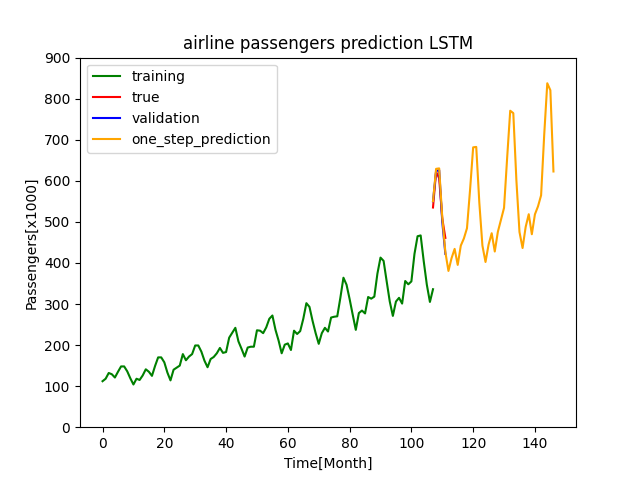 airline passengers prediction LSTM
900
800
700
600
500
400
300
200
100
0
Passengers[x1000]
training
true
validation
one_step_prediction
0 20 40 60 80 100 120 140
Time[Month]